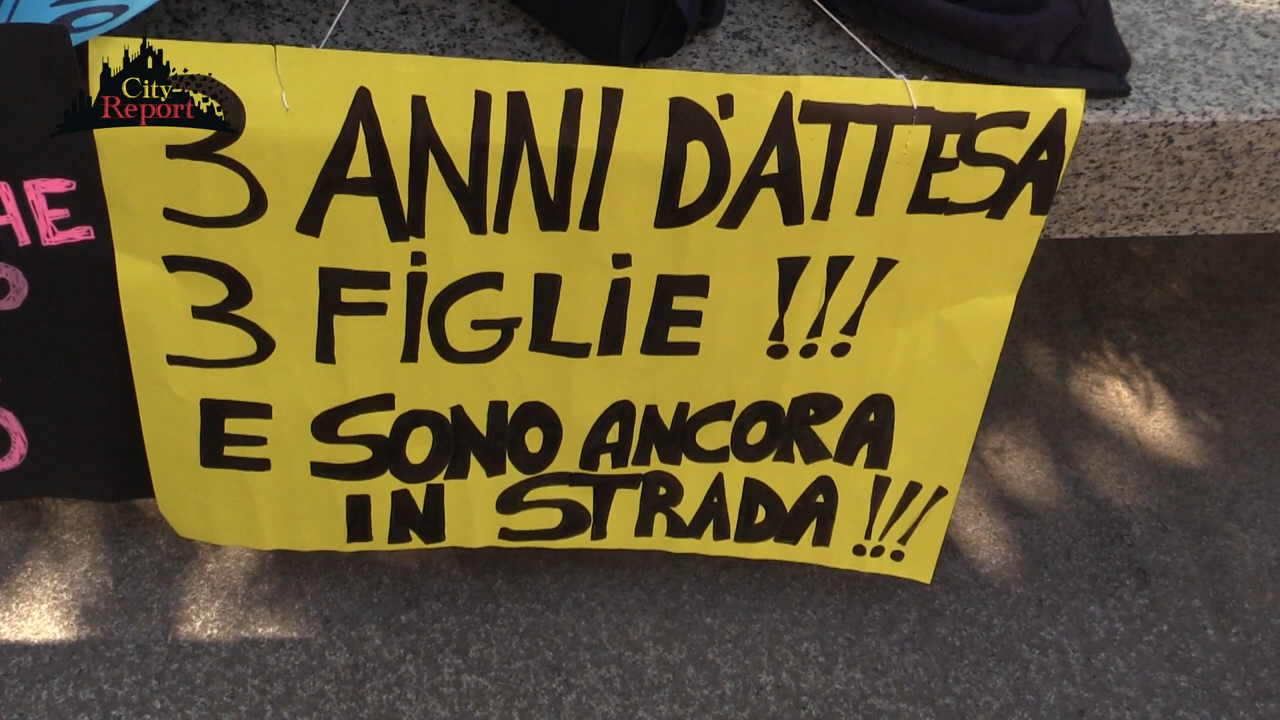 City-
Report
3 ANNI D'ATTESA
3 FIGLIE !!!
E SONO ANCORA
IN STRADA !!!